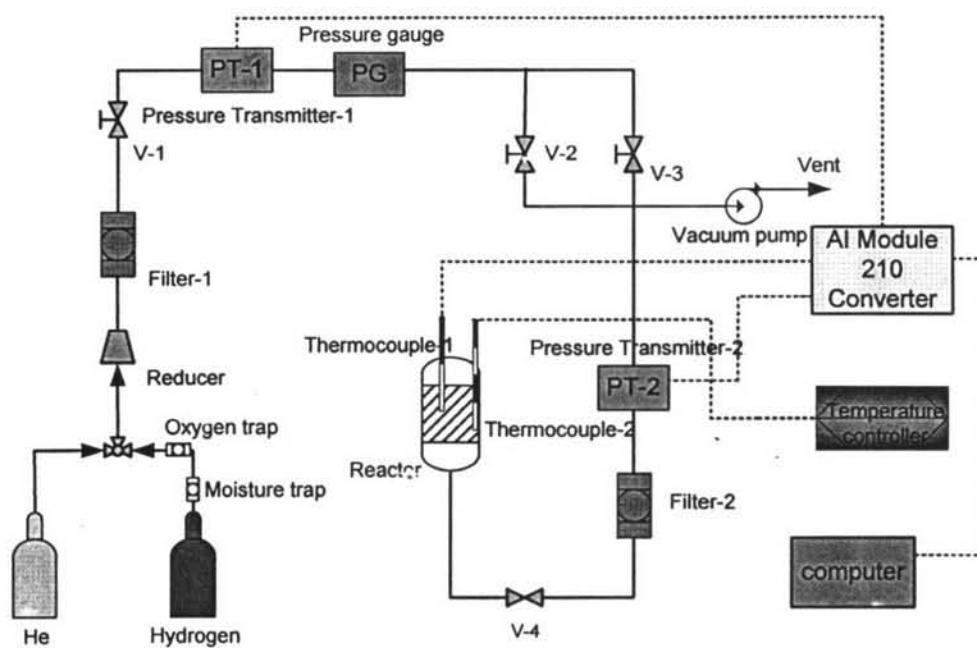 Pressure gauge
PT-1
PG
Pressure Transmitter-1
V-1
V-2
V-3
Vent
Vacuum pump
AI Module
210
Converter
Filter-1
Thermocouple-1
Pressure Transmitter-2
PT-2
Reducer
Temperature
controller
Oxygen trap
Thermocouple-2
Reactor
Moisture trap
Filter-2
computer
He
Hydrogen
V-4